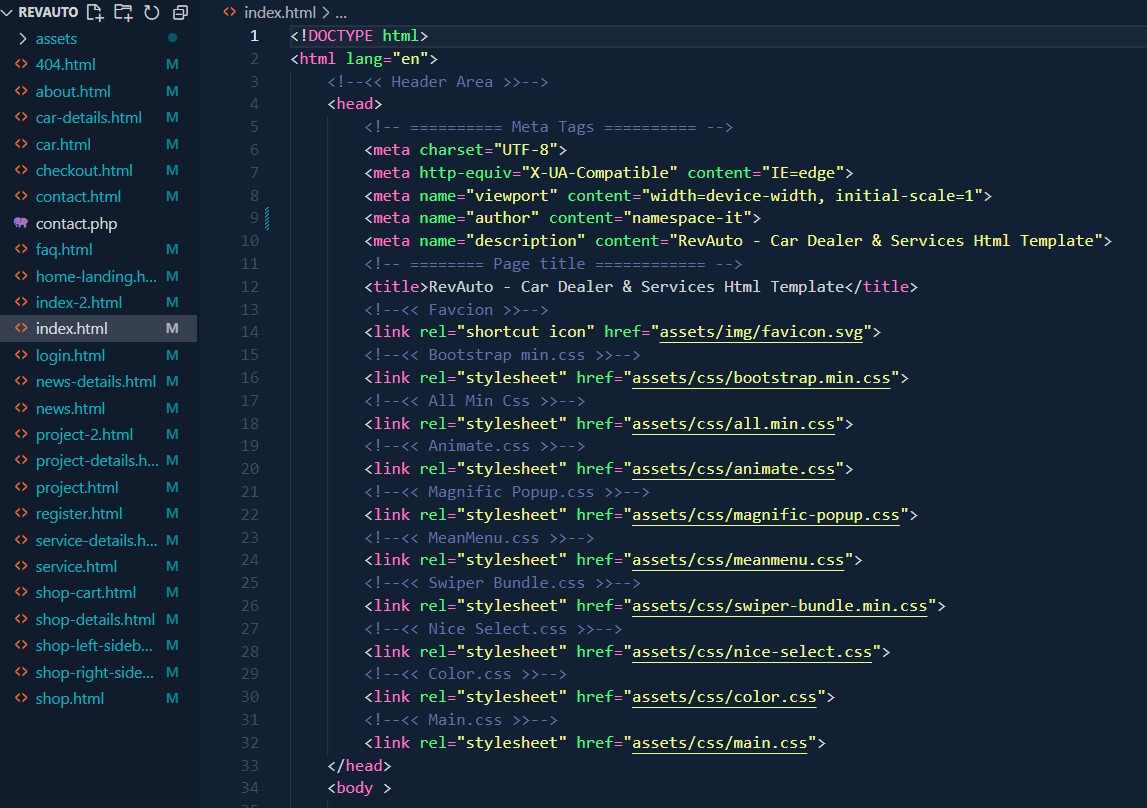 REVAUTO
assets
404.html M
about.html M
car-details.html M
car.html M
checkout.html M
contact.html M
contact.php
faq.html M
home-landing.h... M
index-2.html M
index.html M
login.html M
news-details.html M
news.html M
project-2.html M
project-details.h... M
project.html M
register.html M
service-details.h... M
service.html M
shop-cart.html M
shop-details.html M
shop-left-sideb... M
shop-right-side... M
shop.html M
index.html > ...
1 <!DOCTYPE html>
2 <html lang="en">
3 <!--<< Header Area >>-->
4 <head>
5 <!-- ========== Meta Tags ========== -->
6 <meta charset="UTF-8">
7 <meta http-equiv="X-UA-Compatible" content="IE=edge">
8 <meta name="viewport" content="width=device-width, initial-scale=1">
9 <meta name="author" content="namespace-it">
10 <meta name="description" content="RevAuto - Car Dealer & Services Html Template">
11 <!-- ======== Page title ============ -->
12 <title>RevAuto - Car Dealer & Services Html Template</title>
13 <!--<< Favcion >>-->
14 <link rel="shortcut icon" href="assets/img/favicon.svg">
15 <!--<< Bootstrap min.css >>-->
16 <link rel="stylesheet" href="assets/css/bootstrap.min.css">
17 <!--<< All Min Css >>-->
18 <link rel="stylesheet" href="assets/css/all.min.css">
19 <!--<< Animate.css >>-->
20 <link rel="stylesheet" href="assets/css/animate.css">
21 <!--<< Magnific Popup.css >>-->
22 <link rel="stylesheet" href="assets/css/magnific-popup.css">
23 <!--<< MeanMenu.css >>-->
24 <link rel="stylesheet" href="assets/css/meanmenu.css">
25 <!--<< Swiper Bundle.css >>-->
26 <link rel="stylesheet" href="assets/css/swiper-bundle.min.css">
27 <!--<< Nice Select.css >>-->
28 <link rel="stylesheet" href="assets/css/nice-select.css">
29 <!--<< Color.css >>-->
30 <link rel="stylesheet" href="assets/css/color.css">
31 <!--<< Main.css >>-->
32 <link rel="stylesheet" href="assets/css/main.css">
33 </head>
34 <body >